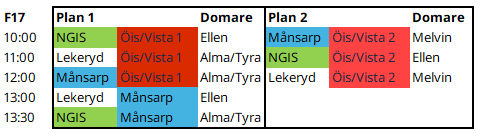 F17 Plan 1 Domare Plan 2 Domare
10:00 NGIS Öis/Vista 1 Ellen Månsarp Öis/Vista 2 Melvin
11:00 Lekeryd Öis/Vista 1 Alma/Tyra NGIS Öis/Vista 2 Ellen
12:00 Månsarp Öis/Vista 1 Alma/Tyra Lekeryd Öis/Vista 2 Melvin
13:00 Lekeryd Månsarp Ellen
13:30 NGIS Månsarp Alma/Tyra